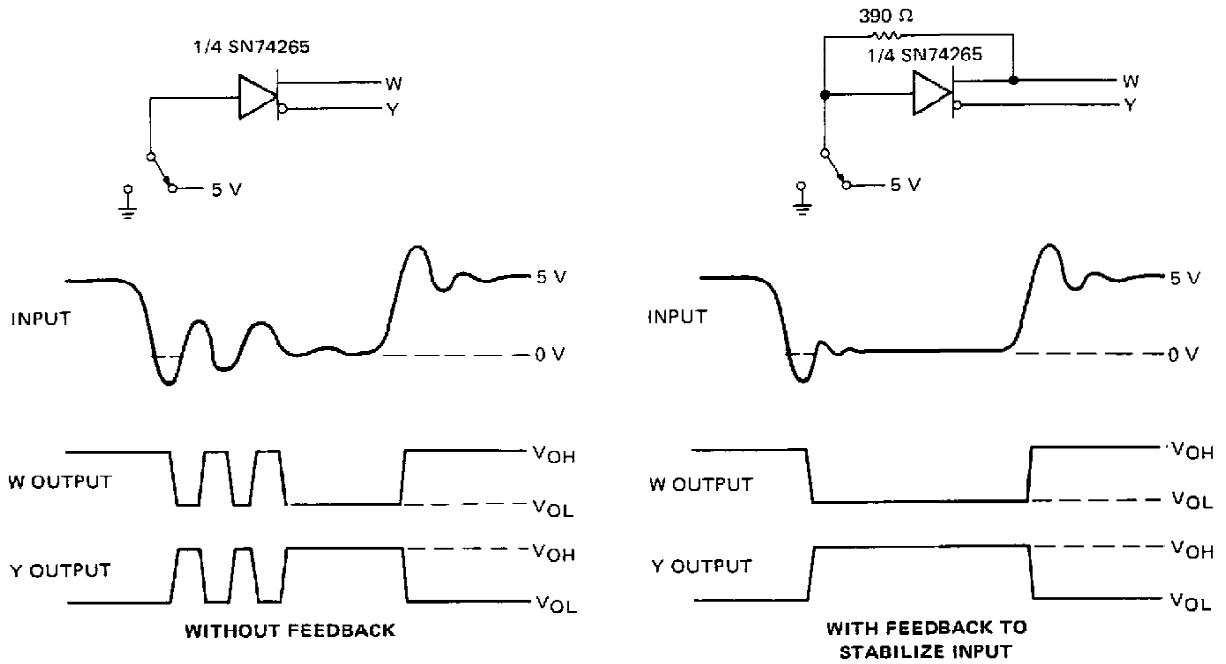 1/4 SN74265
W
Y
5 V
INPUT
5 V
0 V
W OUTPUT
VOH
VOL
Y OUTPUT
VOH
VOL
WITHOUT FEEDBACK
390 Ω
1/4 SN74265
W
Y
5 V
INPUT
5 V
0 V
W OUTPUT
VOH
VOL
Y OUTPUT
VOH
VOL
WITH FEEDBACK TO
STABILIZE INPUT